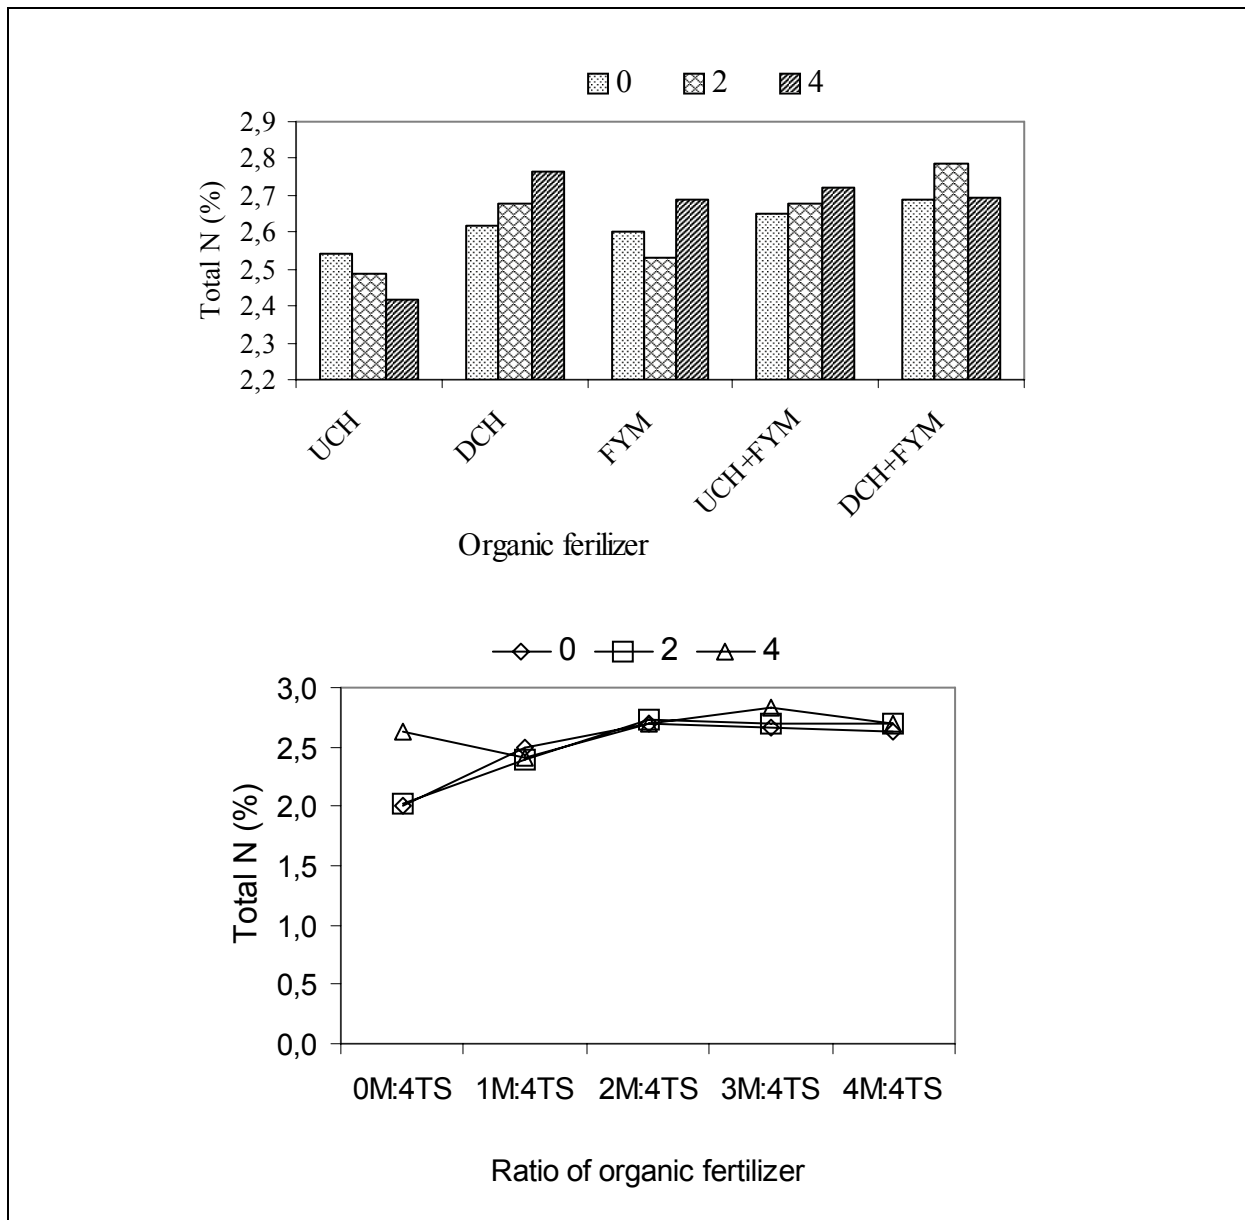 0 2 4
2,9
2,8
2,7
2,6
2,5
2,4
2,3
2,2
Total N (%)
UCH DCH FYM UCH+FYM DCH+FYM
Organic ferilizer
0 2 4
3,0
2,5
2,0
1,5
1,0
0,5
0,0
Total N (%)
0M:4TS 1M:4TS 2M:4TS 3M:4TS 4M:4TS
Ratio of organic fertilizer